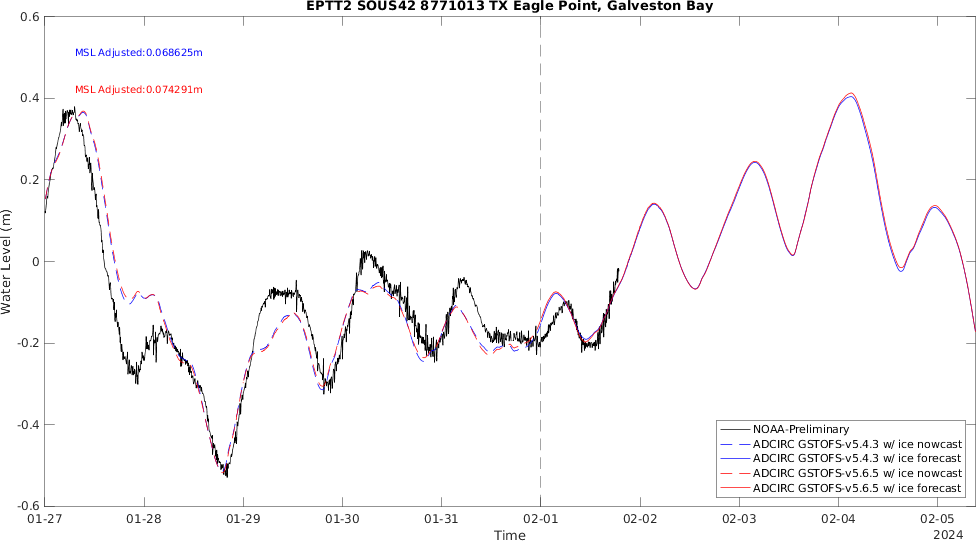 EPTT2 SOUS42 8771013 TX Eagle Point, Galveston Bay
MSL Adjusted:0.068625m
MSL Adjusted:0.074291m
Water Level (m)
0.6
0.4
0.2
0
-0.2
-0.4
-0.6
NOAA-Preliminary
ADCIRC GSTOFS-v5.4.3 w/ ice nowcast
ADCIRC GSTOFS-v5.4.3 w/ ice forecast
ADCIRC GSTOFS-v5.6.5 w/ ice nowcast
ADCIRC GSTOFS-v5.6.5 w/ ice forecast
01-27 01-28 01-29 01-30 01-31 02-01 02-02 02-03 02-04 02-05
Time
2024